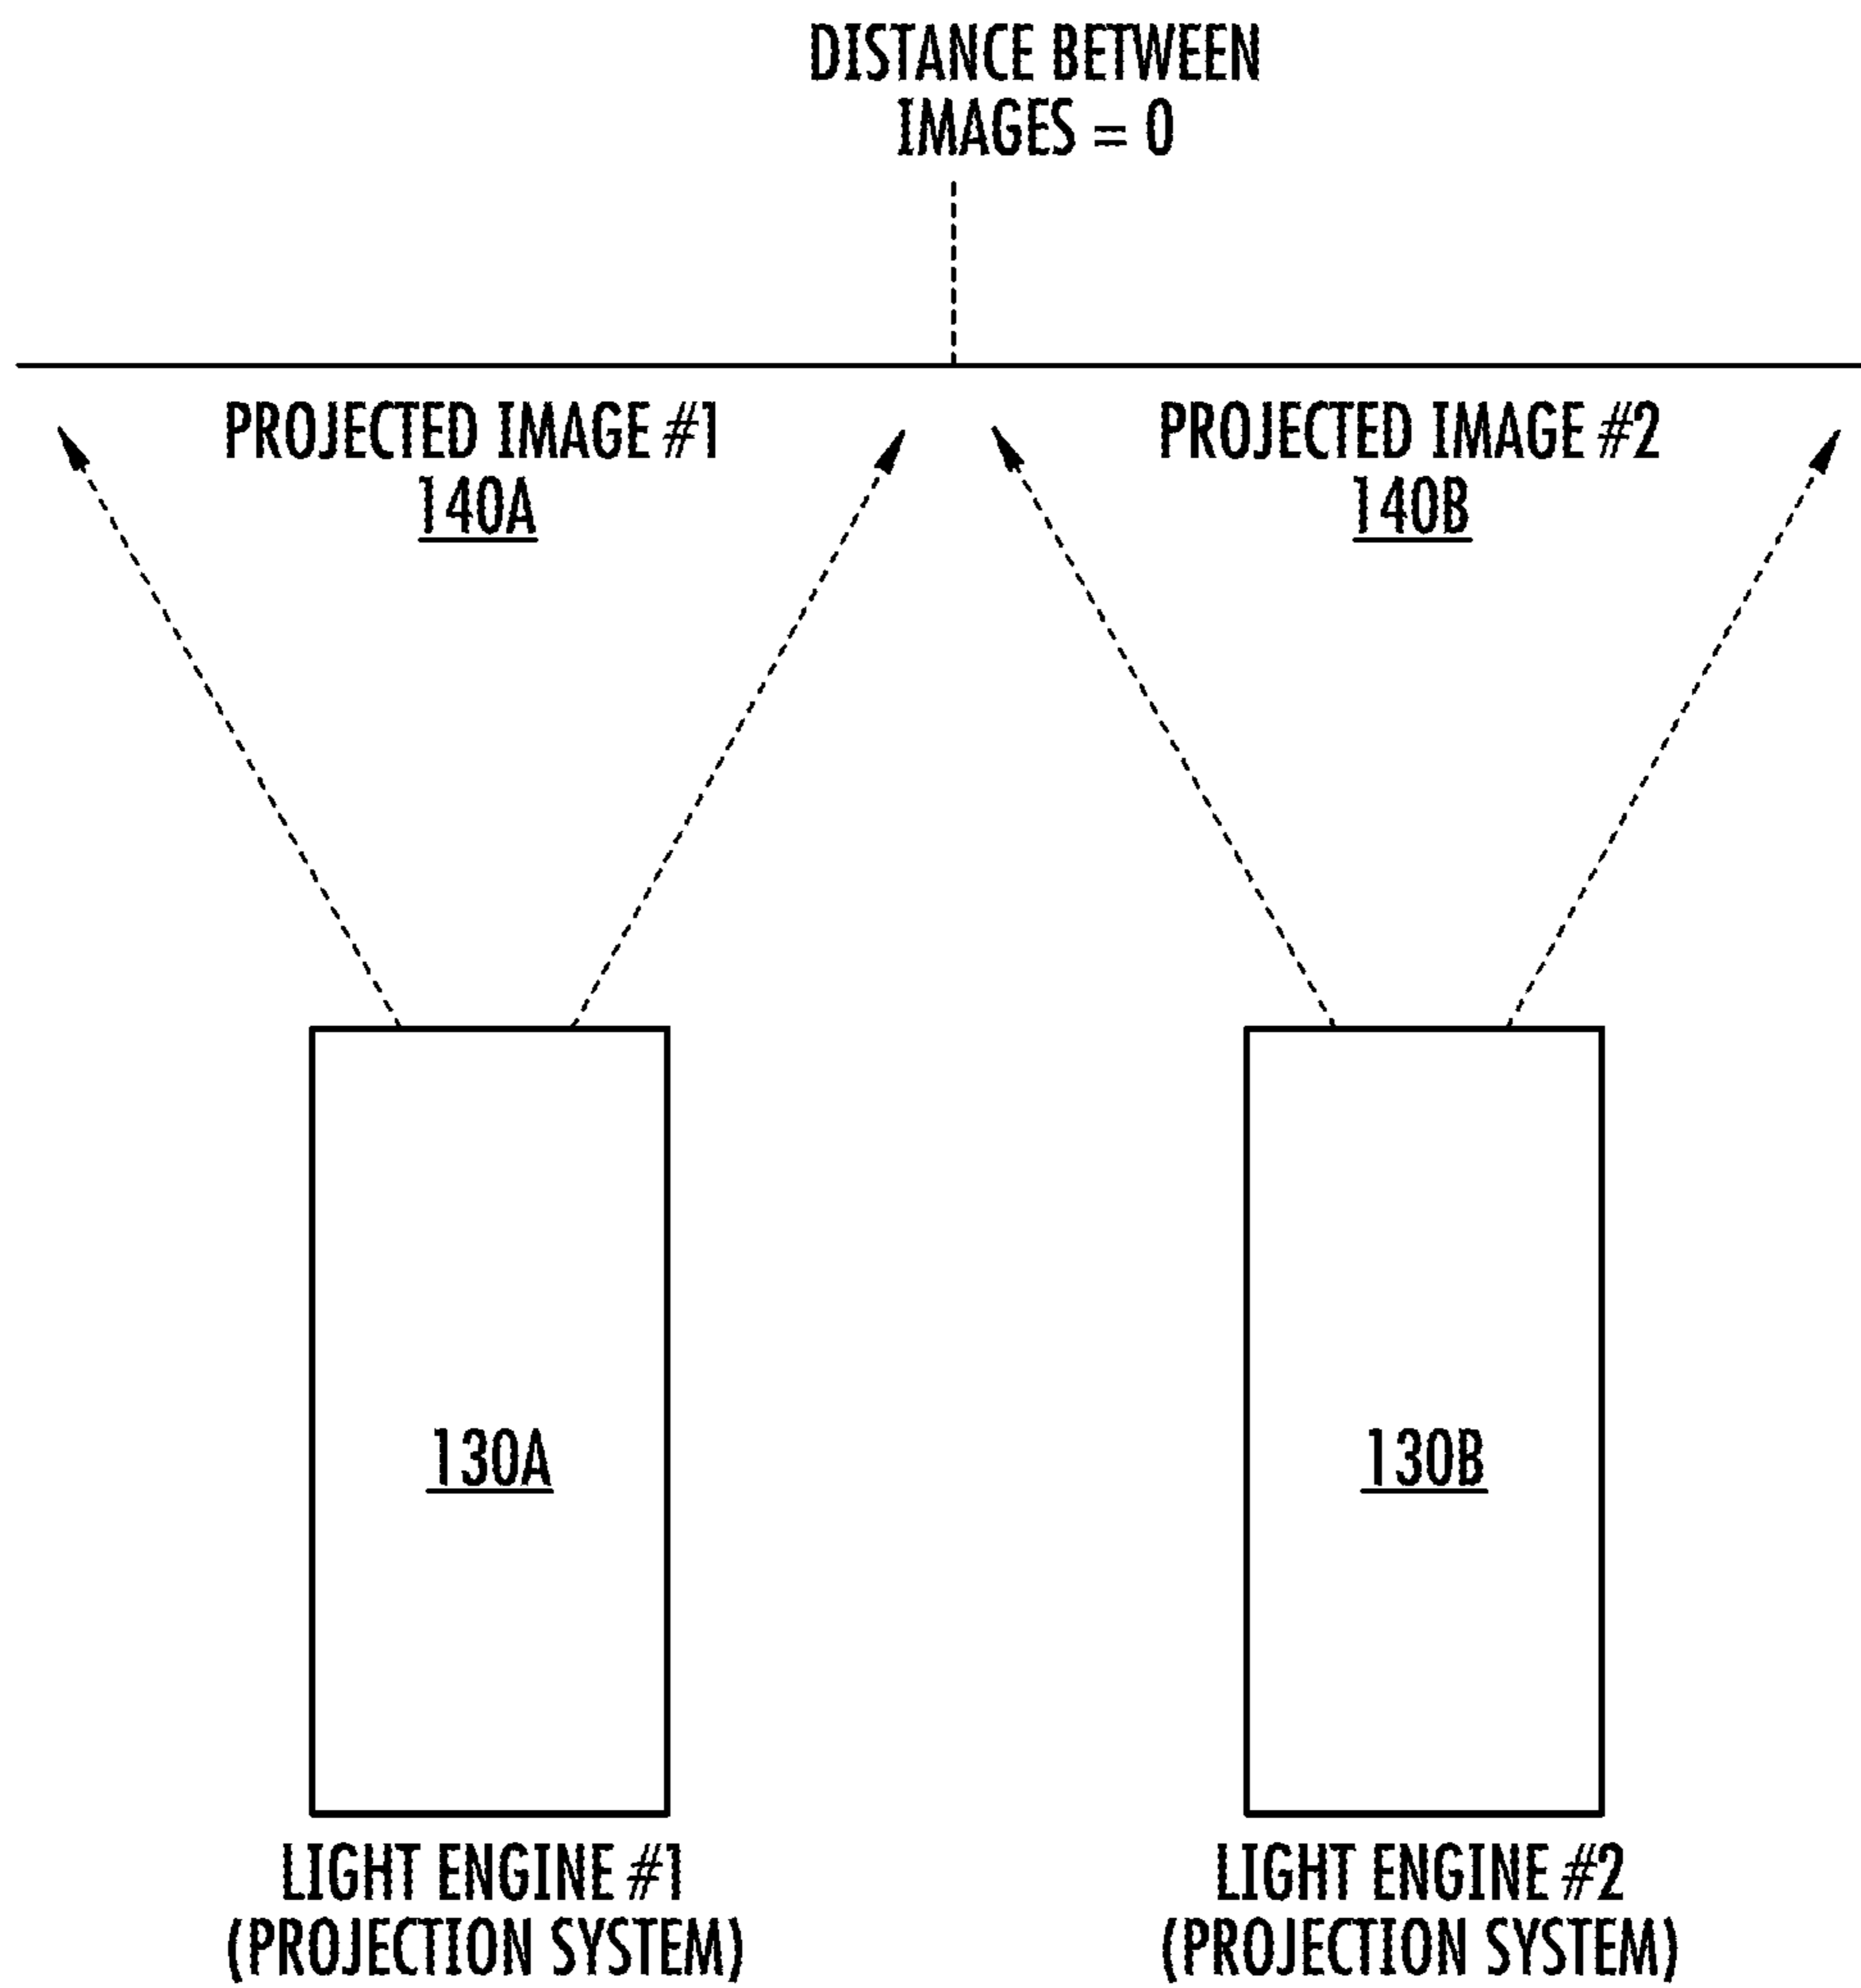 DISTANCE BETWEEN
IMAGES = 0
PROJECTED IMAGE #1
140A
PROJECTED IMAGE #2
140B
130A
130B
LIGHT ENGINE #1
(PROJECTION SYSTEM)
LIGHT ENGINE #2
(PROJECTION SYSTEM)